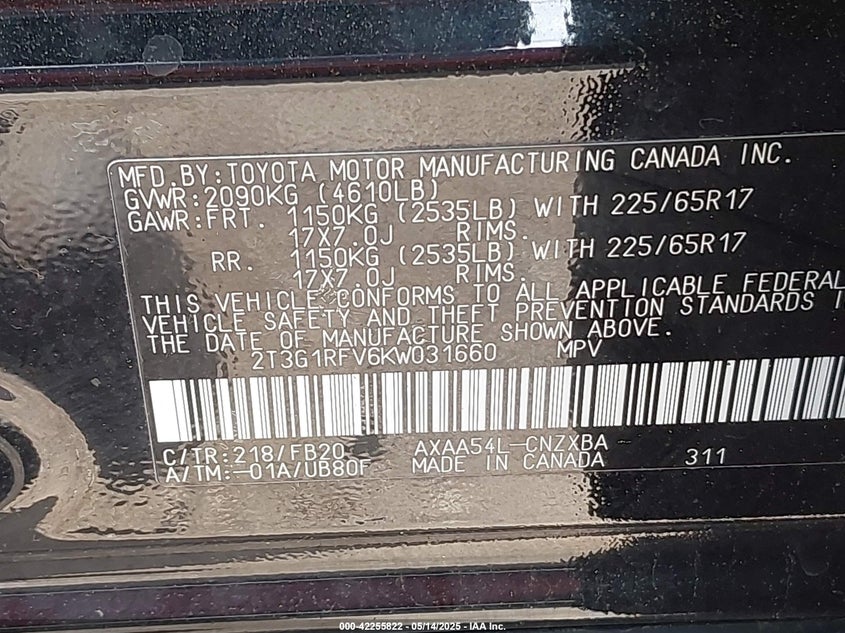 MFD.BY:TOYOTA MOTOR MANUFACTURING CANADA INC.
GVWR:2090KG (4610LB)
GAWR:FRT. 1150KG (2535LB) WITH 225/65R17
17X7.0J RIMS.
RR. 1150KG (2535LB) WITH 225/65R17
17X7.0J RIMS.
THIS VEHICLE CONFORMS TO ALL APPLICABLE FEDERAL
VEHICLE SAFETY AND THEFT PREVENTION STANDARDS
THE DATE OF MANUFACTURE SHOWN ABOVE.
2T3G1RFV6KW031660 MPV
C/TR:218/FB20 AXAA54L-CNZXBA
A/TM:-01A/UB80F MADE IN CANADA 311
000-42255822 - 05/14/2025 - IAA Inc.